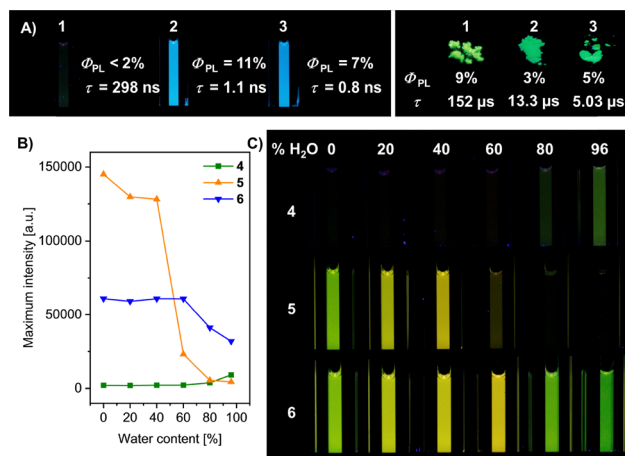 A)
1 2 3
ΦPL < 2% ΦPL = 11% ΦPL = 7%
τ = 298 ns τ = 1.1 ns τ = 0.8 ns
1 2 3
ΦPL 9% 3% 5%
τ 152 μs 13.3 μs 5.03 μs
B)
Maximum intensity [a.u.]
150000
100000
50000
0
4
5
6
0 20 40 60 80 100
Water content [%]
C)
% H₂O 0 20 40 60 80 96
4
5
6